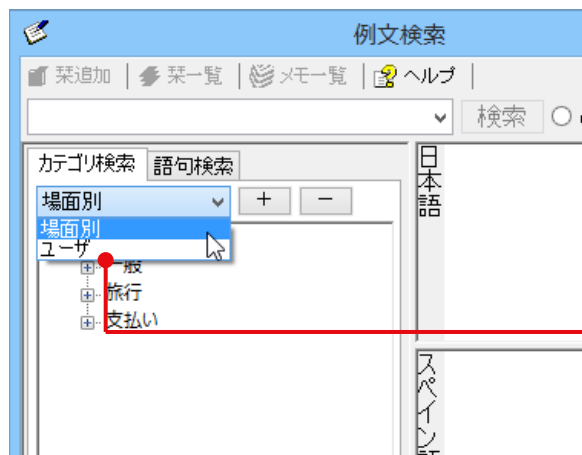 例文検索
栞追加 栞一覧 メモ一覧 ヘルプ
検索
カテゴリ検索 語句検索
場面別 + −
場面別
ユーザ
一般
旅行
支払い
日本語
スペイン語